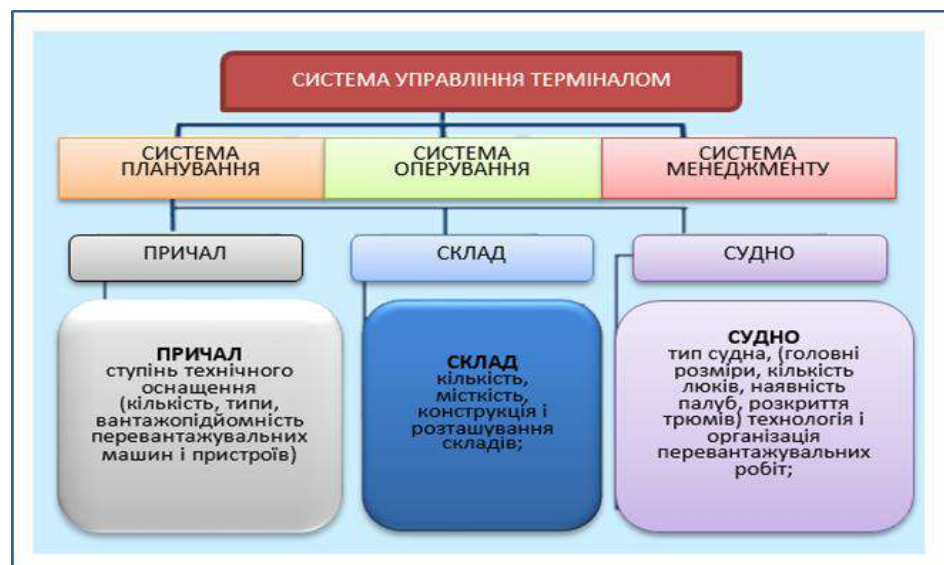 СИСТЕМА УПРАВЛІННЯ ТЕРМІНАЛОМ
СИСТЕМА
ПЛАНУВАННЯ
СИСТЕМА
ОПЕРУВАННЯ
СИСТЕМА
МЕНЕДЖМЕНТУ
ПРИЧАЛ
СКЛАД
СУДНО
ПРИЧАЛ
ступінь технічного
оснащення
(кількість, типи,
вантажопідйомність
перевантажувальних
машин і пристроїв)
СКЛАД
кількість,
місткість,
конструкція і
розташування
складів;
СУДНО
тип судна, (головні
розміри, кількість
люків, наявність
палуб, розкриття
трюмів) технологія і
організація
перевантажувальних
робіт;